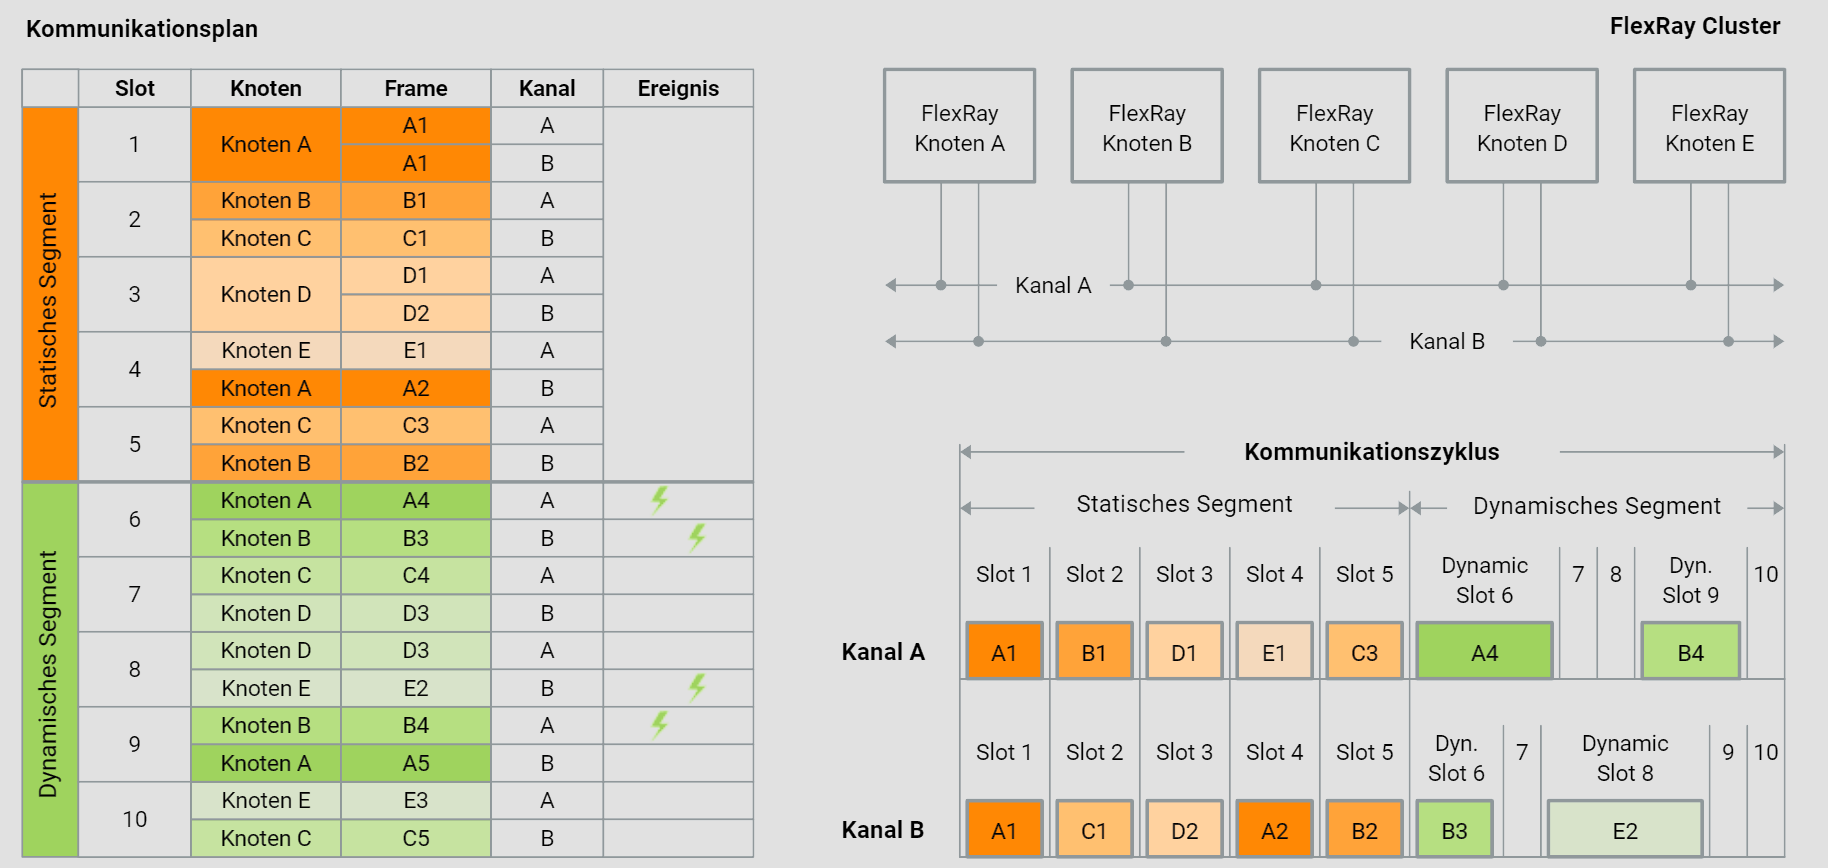 Kommunikationsplan
Slot Knoten Frame Kanal Ereignis
Statisches Segment
1 Knoten A A1 A
A1 B
2 Knoten B B1 A
Knoten C C1 B
3 Knoten D D1 A
D2 B
4 Knoten E E1 A
Knoten A A2 B
5 Knoten C C3 A
Knoten B B2 B
Dynamisches Segment
6 Knoten A A4 A
Knoten B B3 B
7 Knoten C C4 A
Knoten D D3 B
8 Knoten D D3 A
Knoten E E2 B
9 Knoten B B4 A
Knoten A A5 B
10 Knoten E E3 A
Knoten C C5 B
FlexRay Cluster
FlexRay Knoten A
FlexRay Knoten B
FlexRay Knoten C
FlexRay Knoten D
FlexRay Knoten E
Kanal A
Kanal B
Kommunikationszyklus
Statisches Segment Dynamisches Segment
Slot 1 Slot 2 Slot 3 Slot 4 Slot 5 Dynamic Slot 6 7 8 Dyn. Slot 9 10
Kanal A A1 B1 D1 E1 C3 A4 B4
Slot 1 Slot 2 Slot 3 Slot 4 Slot 5 Dyn. Slot 6 7 Dynamic Slot 8 9 10
Kanal B A1 C1 D2 A2 B2 B3 E2